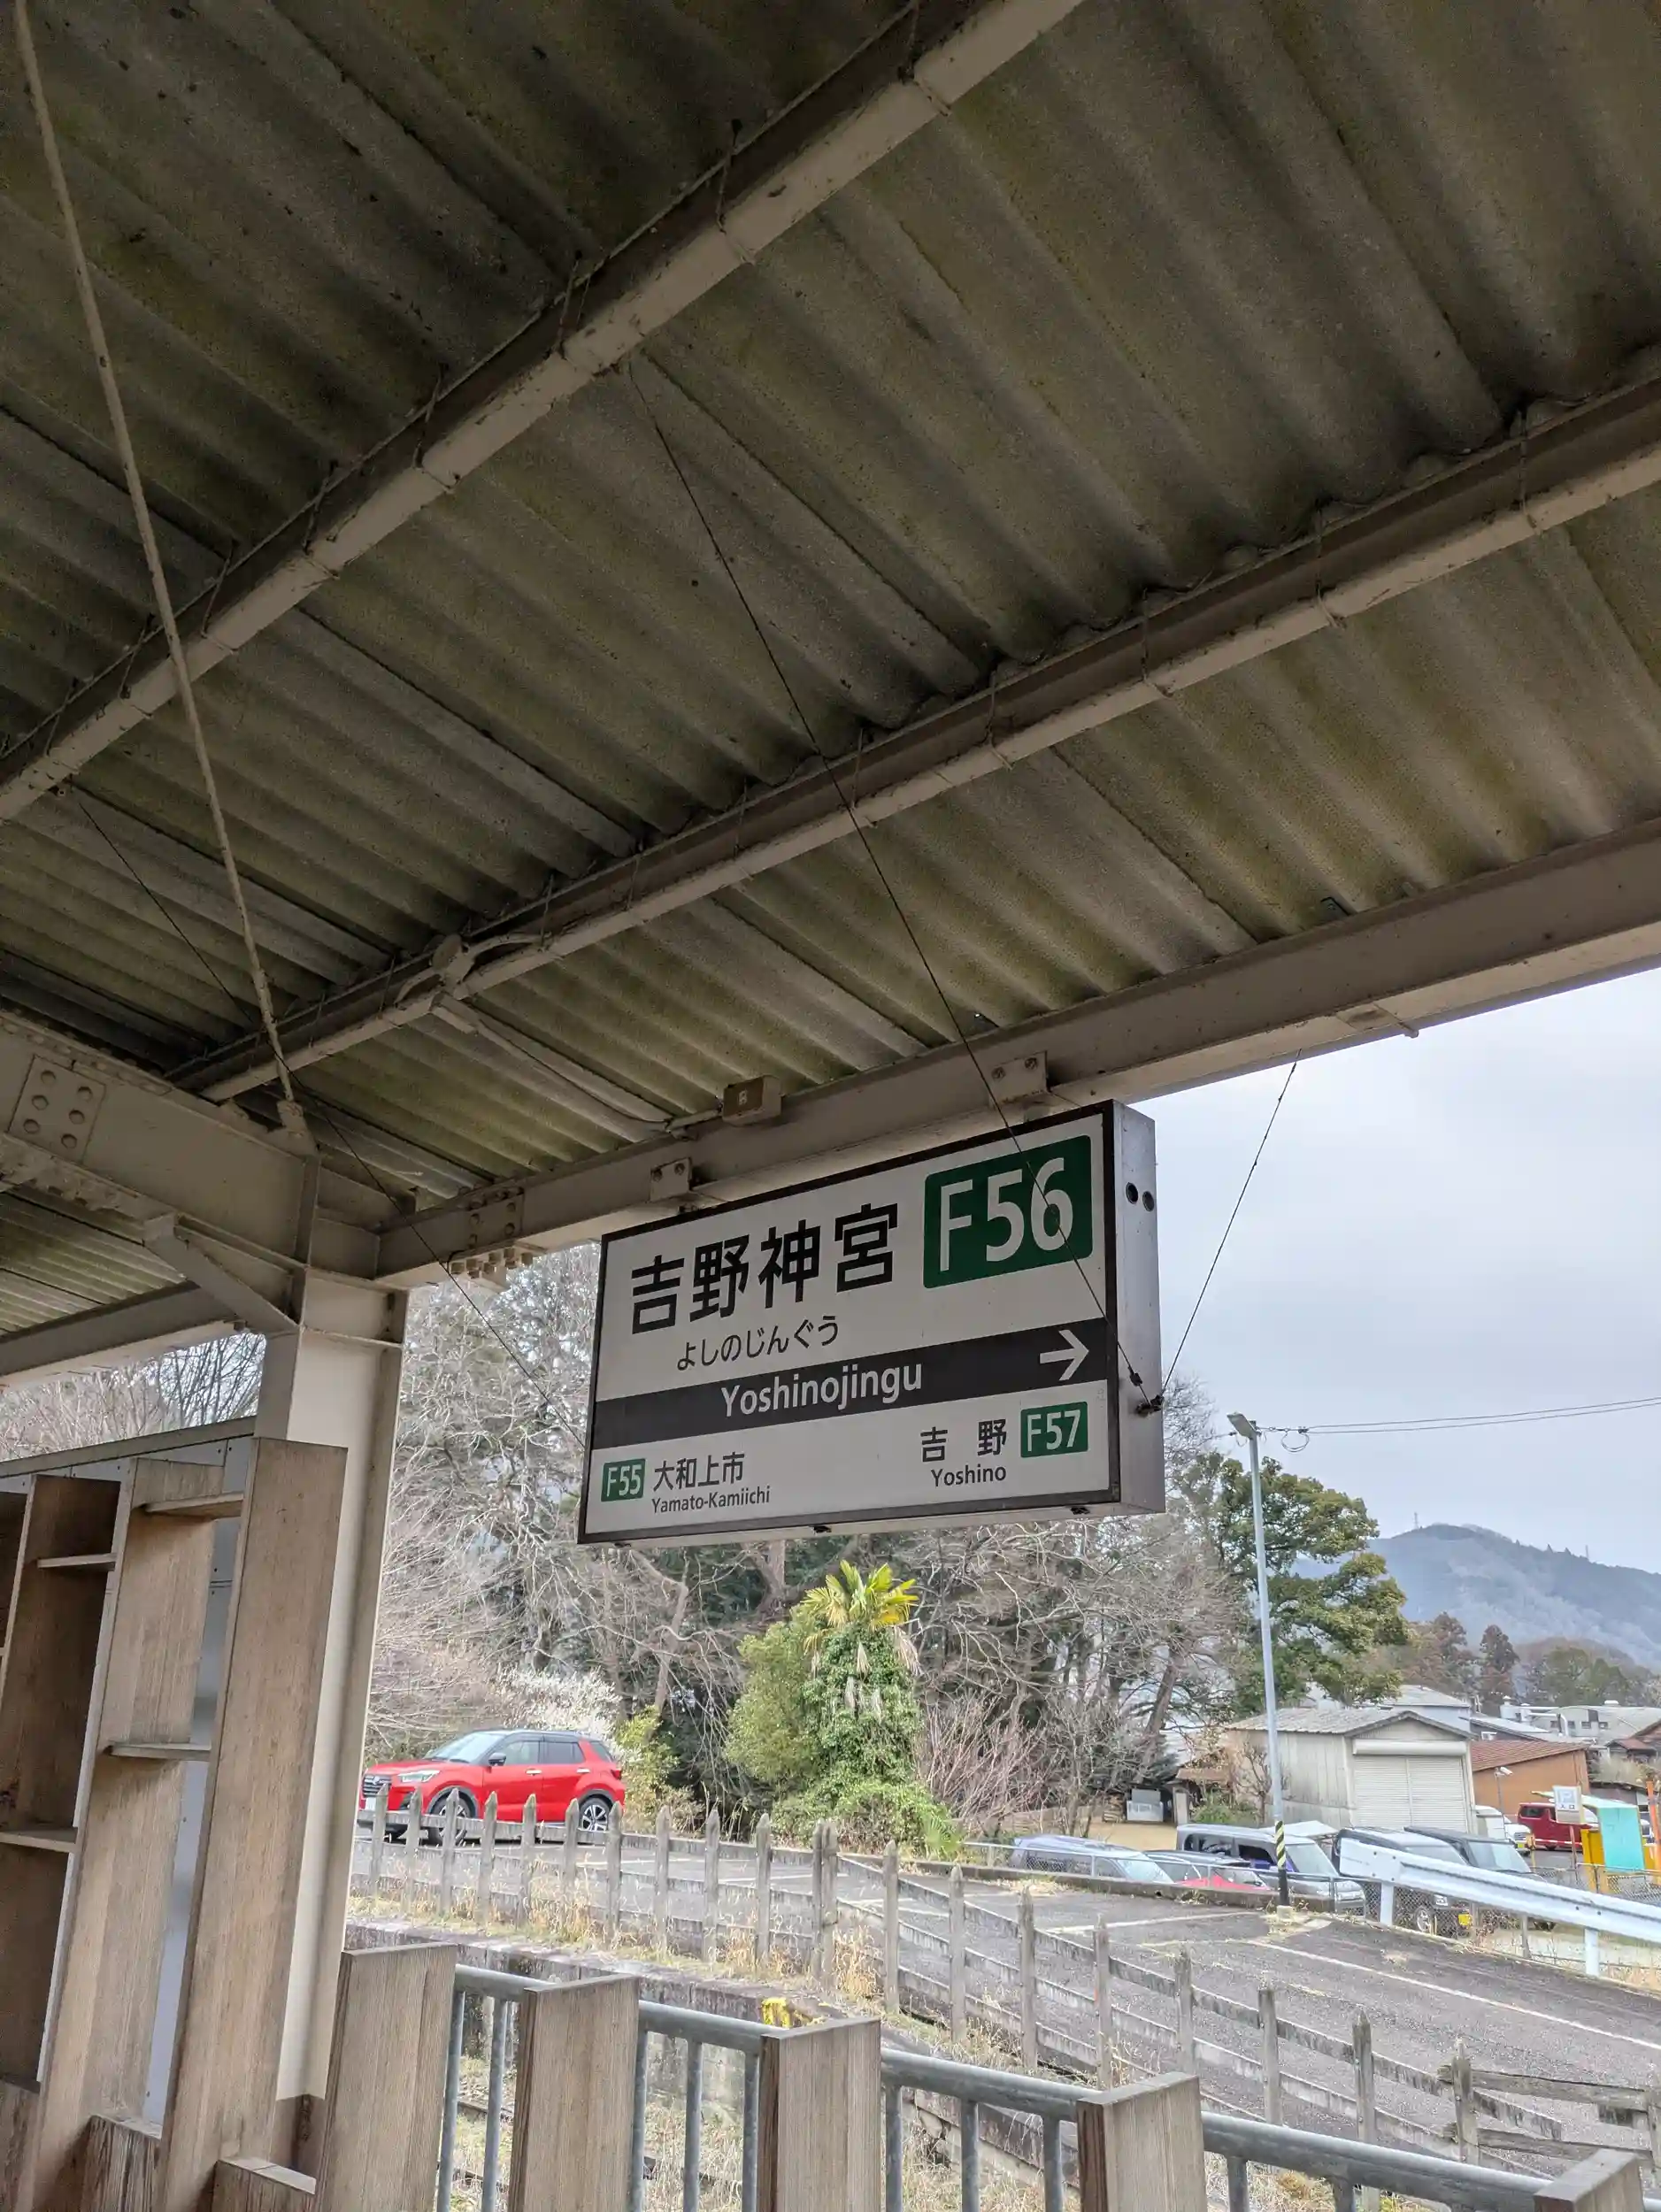 吉野神宮 F56
よしのじんぐう
Yoshinojingu →
F55 大和上市
Yamato-Kamiichi
吉野 F57
Yoshino